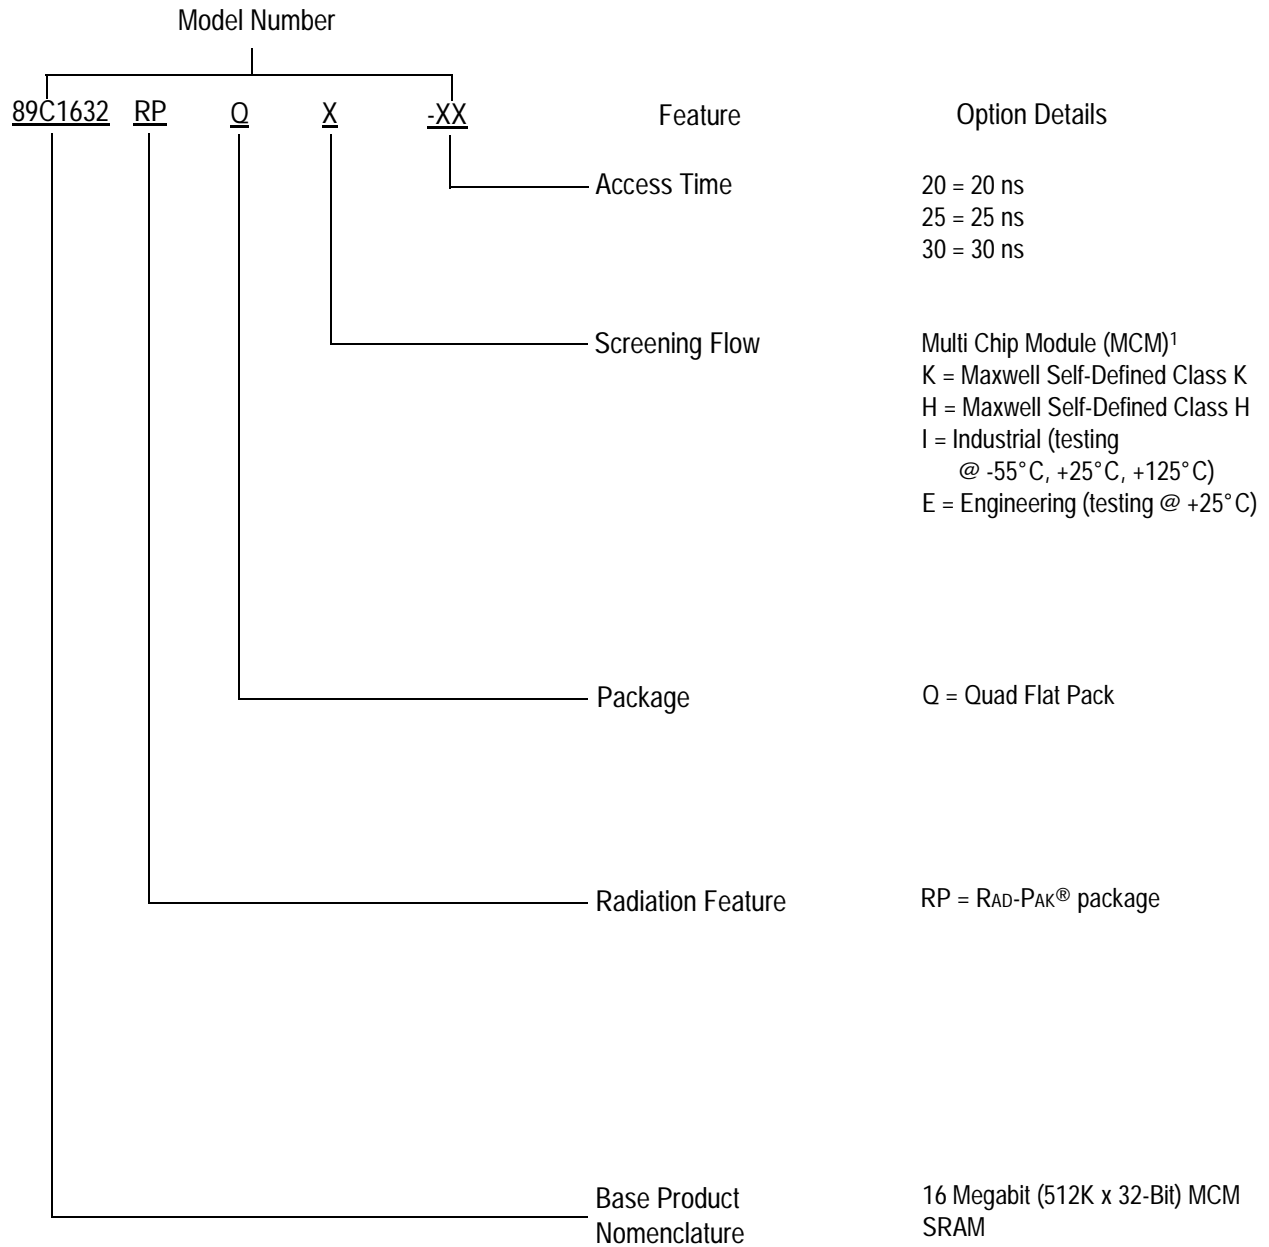 Model Number
89C1632 RP Q X -XX Feature Option Details
Access Time 20 = 20 ns
25 = 25 ns
30 = 30 ns
Screening Flow Multi Chip Module (MCM)1
K = Maxwell Self-Defined Class K
H = Maxwell Self-Defined Class H
I = Industrial (testing
@ -55°C, +25°C, +125°C)
E = Engineering (testing @ +25°C)
Package Q = Quad Flat Pack
Radiation Feature RP = RAD-PAK® package
Base Product 16 Megabit (512K x 32-Bit) MCM
Nomenclature SRAM